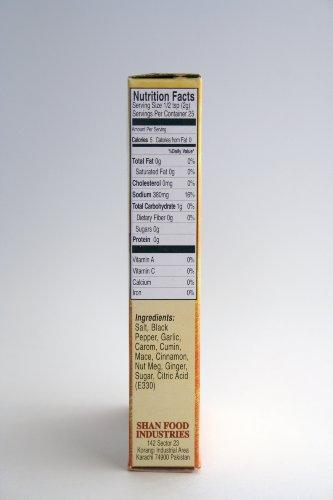 Nutrition Facts
Serving Size 1/2 tsp (2g)
Servings Per Container 25
Amount Per Serving
Calories 5 Calories from Fat 0
%Daily Value*
Total Fat 0g 0%
Saturated Fat 0g 0%
Cholesterol 0mg 0%
Sodium 380mg 16%
Total Carbohydrate 1g 0%
Dietary Fiber 0g 0%
Sugars 0g
Protein 0g
Vitamin A 0%
Vitamin C 0%
Calcium 0%
Iron 0%
Ingredients:
Salt, Black
Pepper, Garlic,
Carom, Cumin,
Mace, Cinnamon,
Nut Meg. Ginger,
Sugar, Citric Acid
(E330)
SHAN FOOD
INDUSTRIES
142 Sector 23
Korangi Industrial Area
Karachi 74900 Pakistan